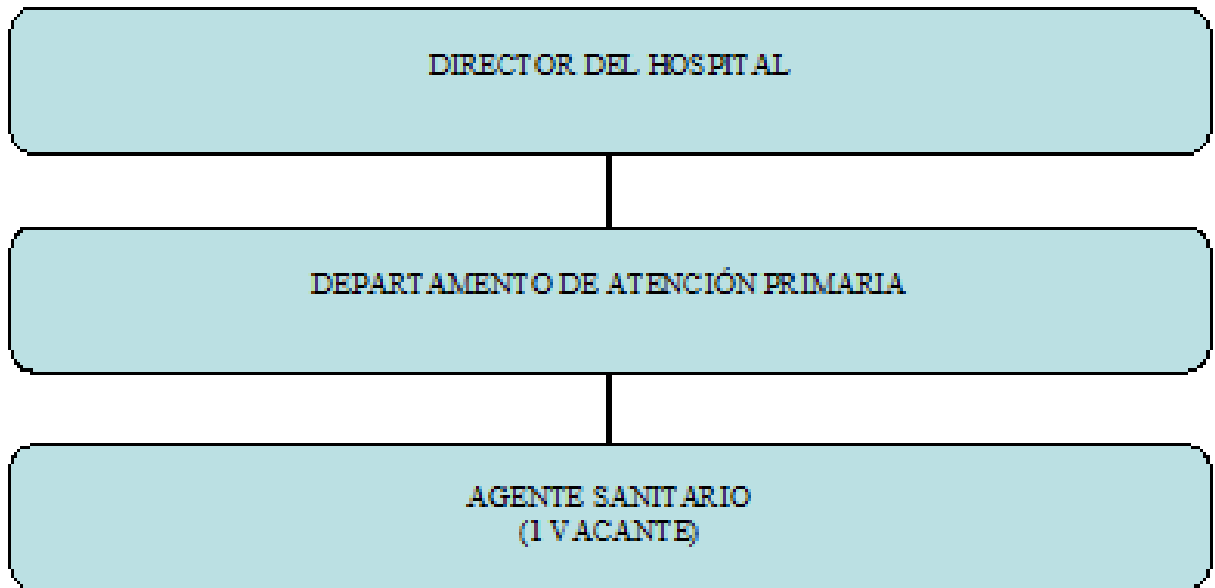 DIRECTOR DEL HOSPITAL
DEPARTAMENTO DE ATENCIÓN PRIMARIA
AGENTE SANITARIO
(1 VACANTE)